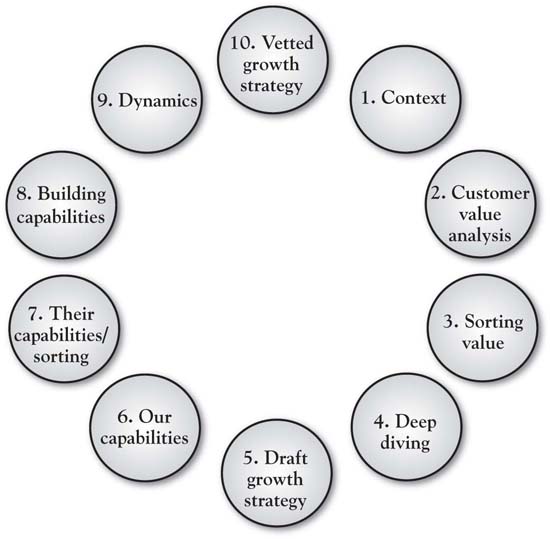 10. Vetted
growth
strategy
1. Context
2. Customer
value
analysis
3. Sorting
value
4. Deep
diving
5. Draft
growth
strategy
6. Our
capabilities
7. Their
capabilities/
sorting
8. Building
capabilities
9. Dynamics